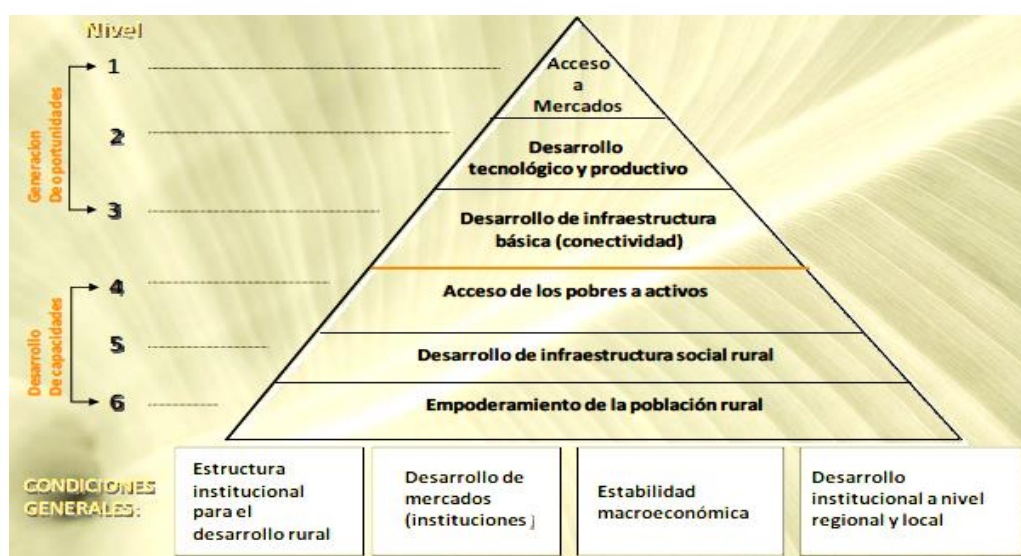 Nivel
1
2
3
4
5
6
Generacion
De oportunidades
Desarrollo
De capacidades
Acceso
a
Mercados
Desarrollo
tecnológico y productivo
Desarrollo de infraestructura
básica (conectividad)
Acceso de los pobres a activos
Desarrollo de infraestructura social rural
Empoderamiento de la población rural
CONDICIONES
GENERALES:
Estructura
institucional
para el
desarrollo rural
Desarrollo de
mercados
(instituciones)
Estabilidad
macroeconómica
Desarrollo
institucional a nivel
regional y local